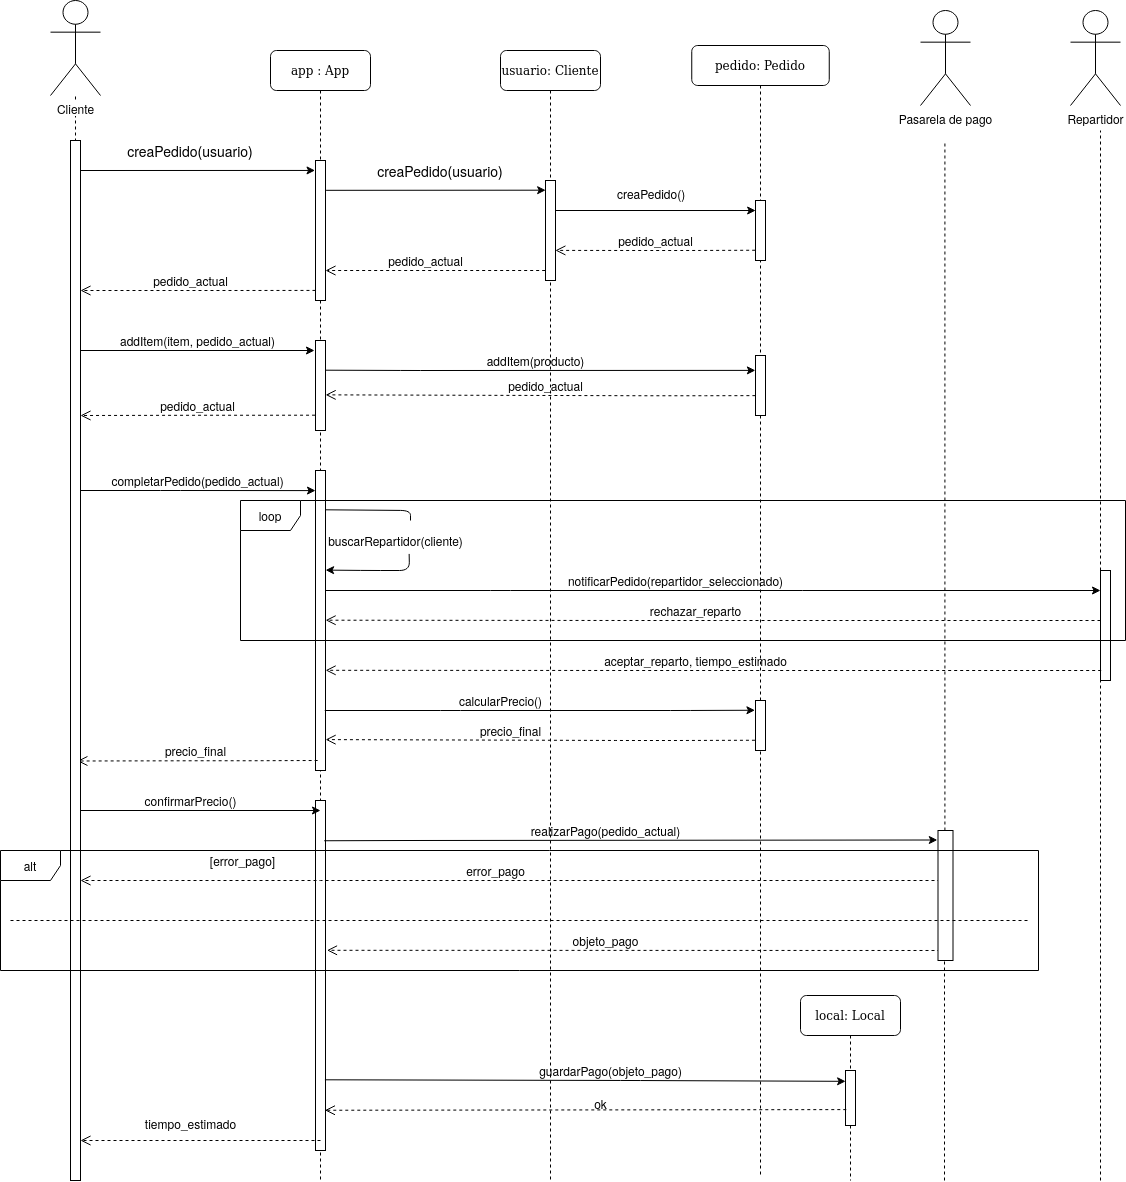 app : App
usuario: Cliente
pedido: Pedido
Cliente
Pasarela de pago
Repartidor
creaPedido(usuario)
creaPedido(usuario)
creaPedido()
pedido_actual
pedido_actual
pedido_actual
addItem(item, pedido_actual)
addItem(producto)
pedido_actual
pedido_actual
completarPedido(pedido_actual)
loop
buscarRepartidor(cliente)
notificarPedido(repartidor_seleccionado)
rechazar_reparto
aceptar_reparto, tiempo_estimado
calcularPrecio()
precio_final
precio_final
confirmarPrecio()
realizarPago(pedido_actual)
alt
[error_pago]
error_pago
objeto_pago
local: Local
guardarPago(objeto_pago)
ok
tiempo_estimado